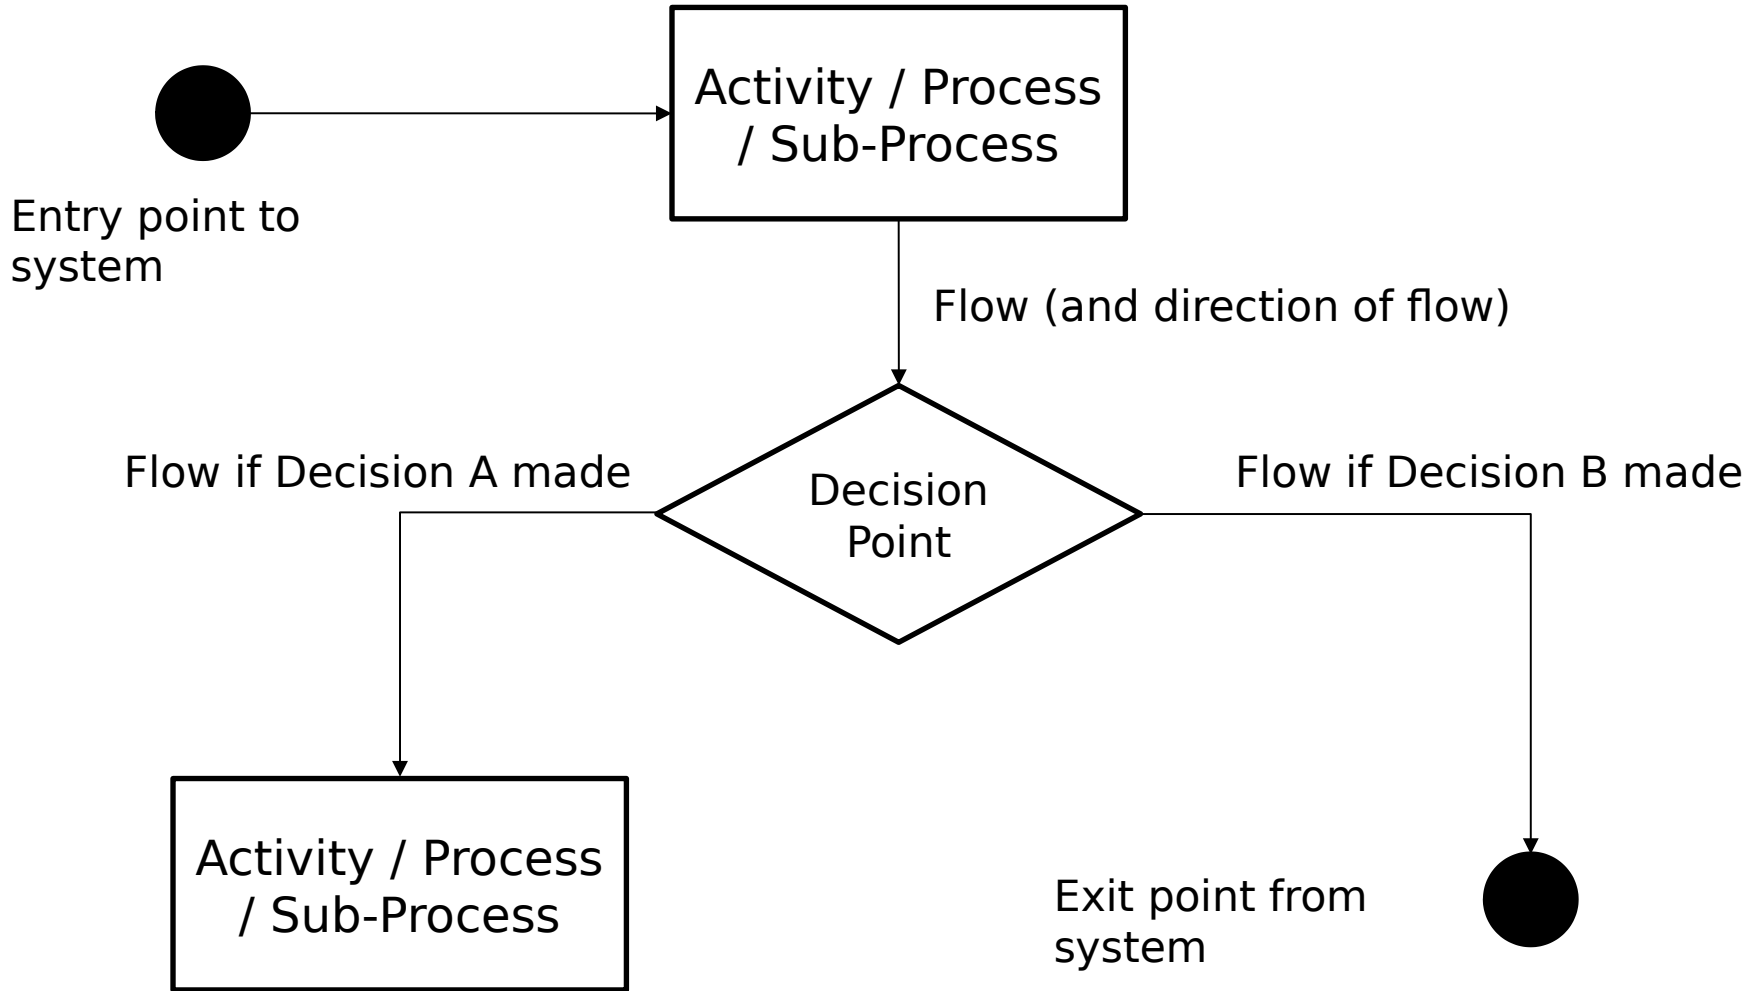 Activity / Process
/ Sub-Process
Entry point to
system
Flow (and direction of flow)
Flow if Decision A made
Decision
Point
Flow if Decision B made
Activity / Process
/ Sub-Process
Exit point from
system